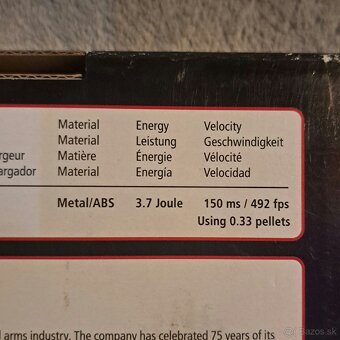 Material Energy Velocity
Material Leistung Geschwindigkeit
rgeur Matière Énergie Vélocité
argador Material Energía Velocidad
Metal/ABS 3.7 Joule 150 ms / 492 fps
Using 0.33 pellets
arms industry. The company has celebrated 75 years of its
bazos.sk